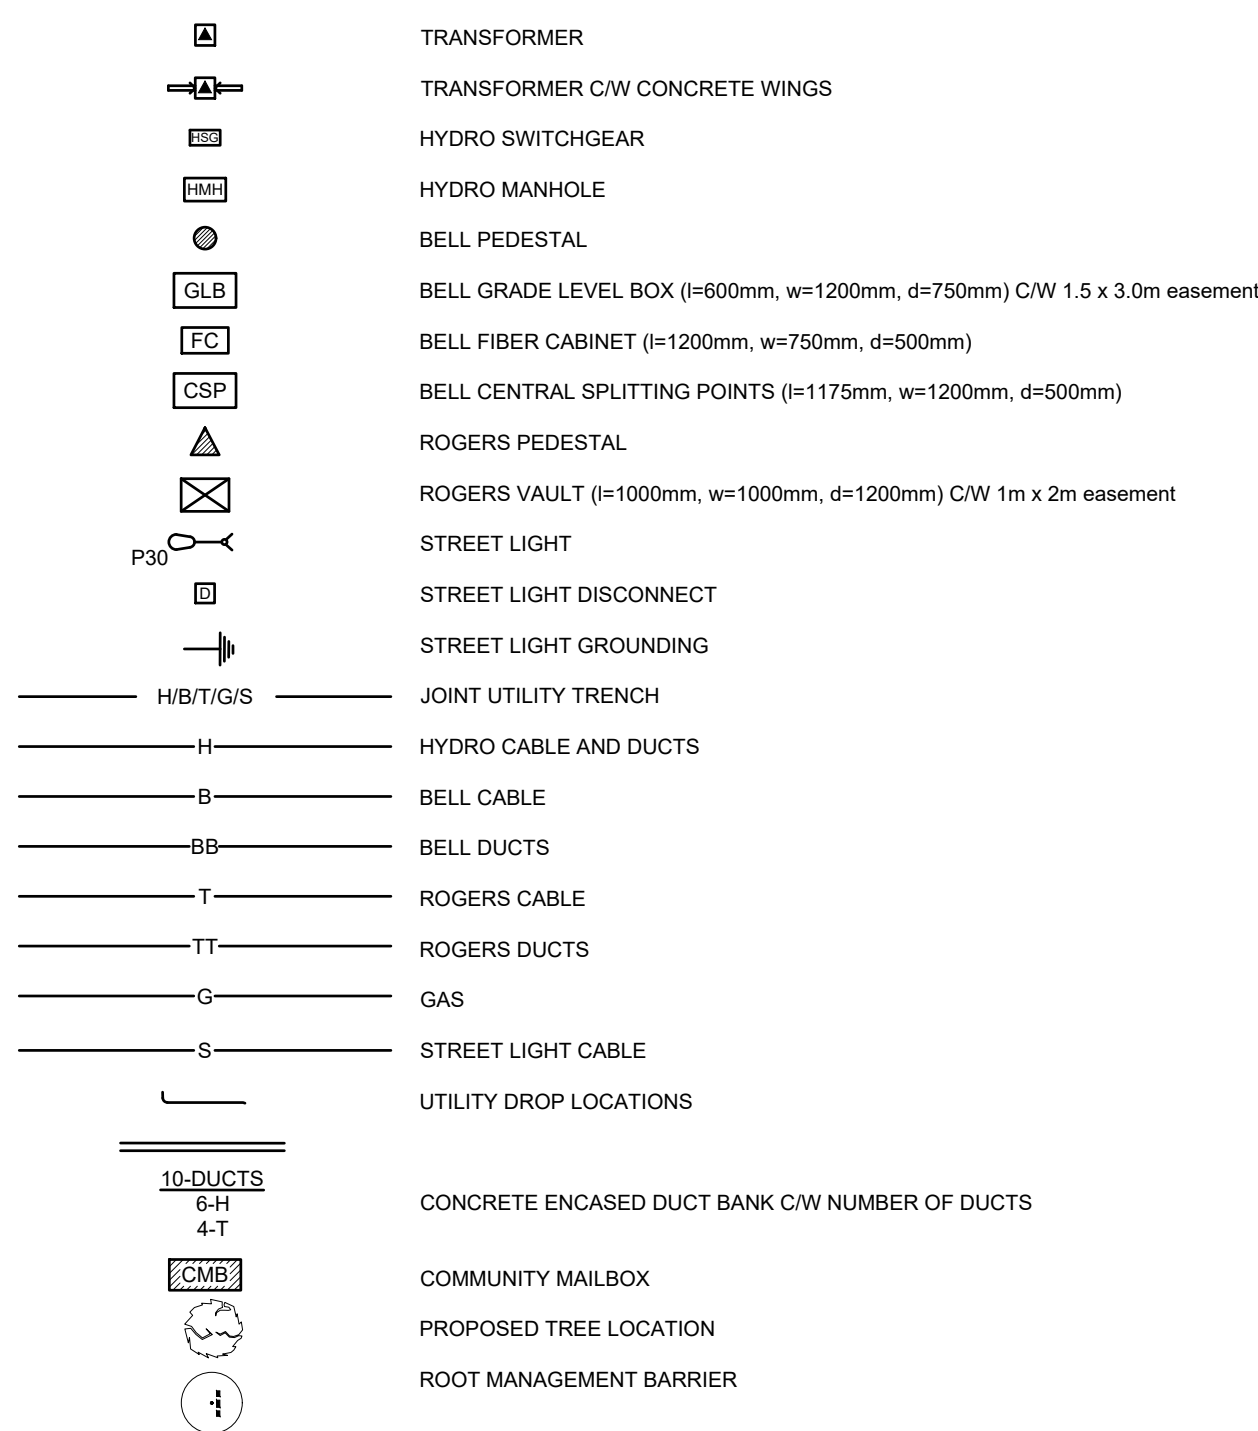 TRANSFORMER
TRANSFORMER C/W CONCRETE WINGS
HSG HYDRO SWITCHGEAR
HMH HYDRO MANHOLE
BELL PEDESTAL
GLB BELL GRADE LEVEL BOX (l=600mm, w=1200mm, d=750mm) C/W 1.5 x 3.0m easement
FC BELL FIBER CABINET (l=1200mm, w=750mm, d=500mm)
CSP BELL CENTRAL SPLITTING POINTS (l=1175mm, w=1200mm, d=500mm)
ROGERS PEDESTAL
ROGERS VAULT (l=1000mm, w=1000mm, d=1200mm) C/W 1m x 2m easement
P30 STREET LIGHT
D STREET LIGHT DISCONNECT
STREET LIGHT GROUNDING
H/B/T/G/S JOINT UTILITY TRENCH
H HYDRO CABLE AND DUCTS
B BELL CABLE
BB BELL DUCTS
T ROGERS CABLE
TT ROGERS DUCTS
G GAS
S STREET LIGHT CABLE
UTILITY DROP LOCATIONS
10-DUCTS
6-H CONCRETE ENCASED DUCT BANK C/W NUMBER OF DUCTS
4-T
CMB COMMUNITY MAILBOX
PROPOSED TREE LOCATION
ROOT MANAGEMENT BARRIER